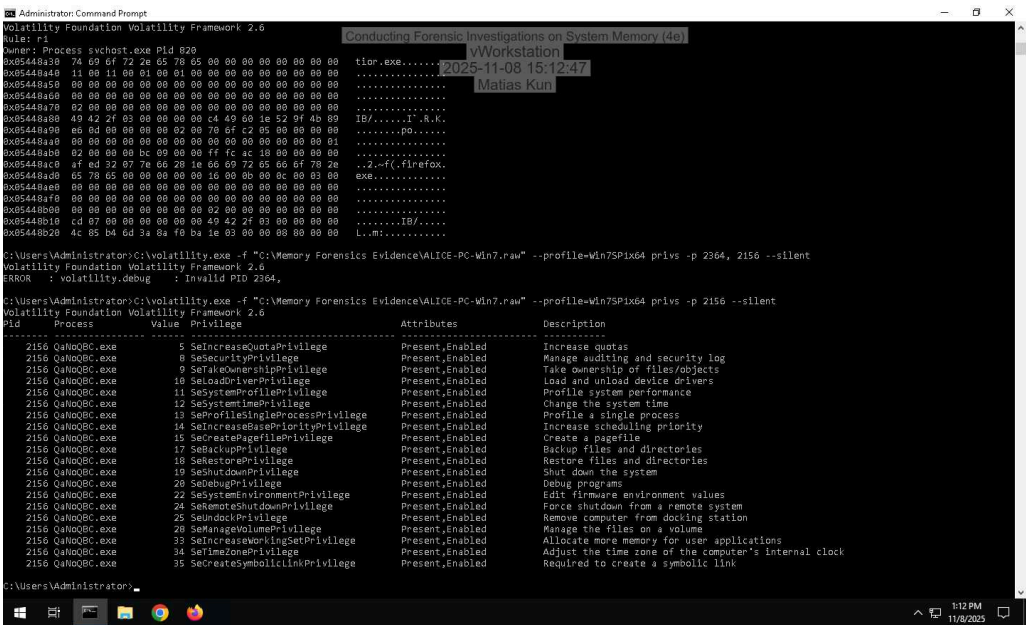 Administrator: Command Prompt
Volatility Foundation Volatility Framework 2.6
Rule: r1
Owner: Process svchost.exe Pid 820
0x05448a30 74 69 6f 72 2e 65 78 65 00 00 00 00 00 00 00 00 tior.exe........
0x05448a40 11 00 11 00 01 00 01 00 00 00 00 00 00 00 00 00 ................
0x05448a50 00 00 00 00 00 00 00 00 00 00 00 00 00 00 00 00 ................
0x05448a60 00 00 00 00 00 00 00 00 00 00 00 00 00 00 00 00 ................
0x05448a70 02 00 00 00 00 00 00 00 00 00 00 00 00 00 00 00 ................
0x05448a80 49 42 2f 03 00 00 00 00 c4 49 60 1e 52 9f 4b 89 IB/......I`.R.K.
0x05448a90 e6 0d 00 00 08 00 02 00 70 6f c2 05 00 00 00 00 ........po......
0x05448aa0 00 00 00 00 00 00 00 00 00 00 00 00 00 00 00 01 ................
0x05448ab0 02 00 00 00 bc 09 00 00 ff fc ac 18 00 00 00 00 ................
0x05448ac0 af ed 32 07 7e 66 28 1e 66 69 72 65 66 6f 78 2e ..2.~f(.firefox.
0x05448ad0 65 78 65 00 00 00 00 00 16 00 0b 00 0c 00 03 00 exe.............
0x05448ae0 00 00 00 00 00 00 00 00 00 00 00 00 00 00 00 00 ................
0x05448af0 00 00 00 00 00 00 00 00 00 00 00 00 00 00 00 00 ................
0x05448b00 00 00 00 00 00 00 00 00 02 00 00 00 00 00 00 00 ................
0x05448b10 cd 07 00 00 00 00 00 00 49 42 2f 03 00 00 00 00 ........IB/.....
0x05448b20 4c 85 b4 6d 3a 8a f0 ba 1e 03 00 00 08 80 00 00 L..m:...........
Conducting Forensic Investigations on System Memory (4e)
vWorkstation
2025-11-08 15:12:47
Matias Kun
C:\Users\Administrator>C:\volatility.exe -f "C:\Memory Forensics Evidence\ALICE-PC-Win7.raw" --profile=Win7SP1x64 privs -p 2364, 2156 --silent
Volatility Foundation Volatility Framework 2.6
ERROR : volatility.debug : Invalid PID 2364,
C:\Users\Administrator>C:\volatility.exe -f "C:\Memory Forensics Evidence\ALICE-PC-Win7.raw" --profile=Win7SP1x64 privs -p 2156 --silent
Volatility Foundation Volatility Framework 2.6
Pid Process Value Privilege Attributes Description
2156 QaNoQBC.exe 5 SeIncreaseQuotaPrivilege Present,Enabled Increase quotas
2156 QaNoQBC.exe 8 SeSecurityPrivilege Present,Enabled Manage auditing and security log
2156 QaNoQBC.exe 9 SeTakeOwnershipPrivilege Present,Enabled Take ownership of files/objects
2156 QaNoQBC.exe 10 SeLoadDriverPrivilege Present,Enabled Load and unload device drivers
2156 QaNoQBC.exe 11 SeSystemProfilePrivilege Present,Enabled Profile system performance
2156 QaNoQBC.exe 12 SeSystemtimePrivilege Present,Enabled Change the system time
2156 QaNoQBC.exe 13 SeProfileSingleProcessPrivilege Present,Enabled Profile a single process
2156 QaNoQBC.exe 14 SeIncreaseBasePriorityPrivilege Present,Enabled Increase scheduling priority
2156 QaNoQBC.exe 15 SeCreatePagefilePrivilege Present,Enabled Create a pagefile
2156 QaNoQBC.exe 17 SeBackupPrivilege Present,Enabled Backup files and directories
2156 QaNoQBC.exe 18 SeRestorePrivilege Present,Enabled Restore files and directories
2156 QaNoQBC.exe 19 SeShutdownPrivilege Present,Enabled Shut down the system
2156 QaNoQBC.exe 20 SeDebugPrivilege Present,Enabled Debug programs
2156 QaNoQBC.exe 22 SeSystemEnvironmentPrivilege Present,Enabled Edit firmware environment values
2156 QaNoQBC.exe 24 SeRemoteShutdownPrivilege Present,Enabled Force shutdown from a remote system
2156 QaNoQBC.exe 25 SeUndockPrivilege Present,Enabled Remove computer from docking station
2156 QaNoQBC.exe 28 SeManageVolumePrivilege Present,Enabled Manage the files on a volume
2156 QaNoQBC.exe 33 SeIncreaseWorkingSetPrivilege Present,Enabled Allocate more memory for user applications
2156 QaNoQBC.exe 34 SeTimeZonePrivilege Present,Enabled Adjust the time zone of the computer's internal clock
2156 QaNoQBC.exe 35 SeCreateSymbolicLinkPrivilege Present,Enabled Required to create a symbolic link
C:\Users\Administrator>
1:12 PM
11/8/2025